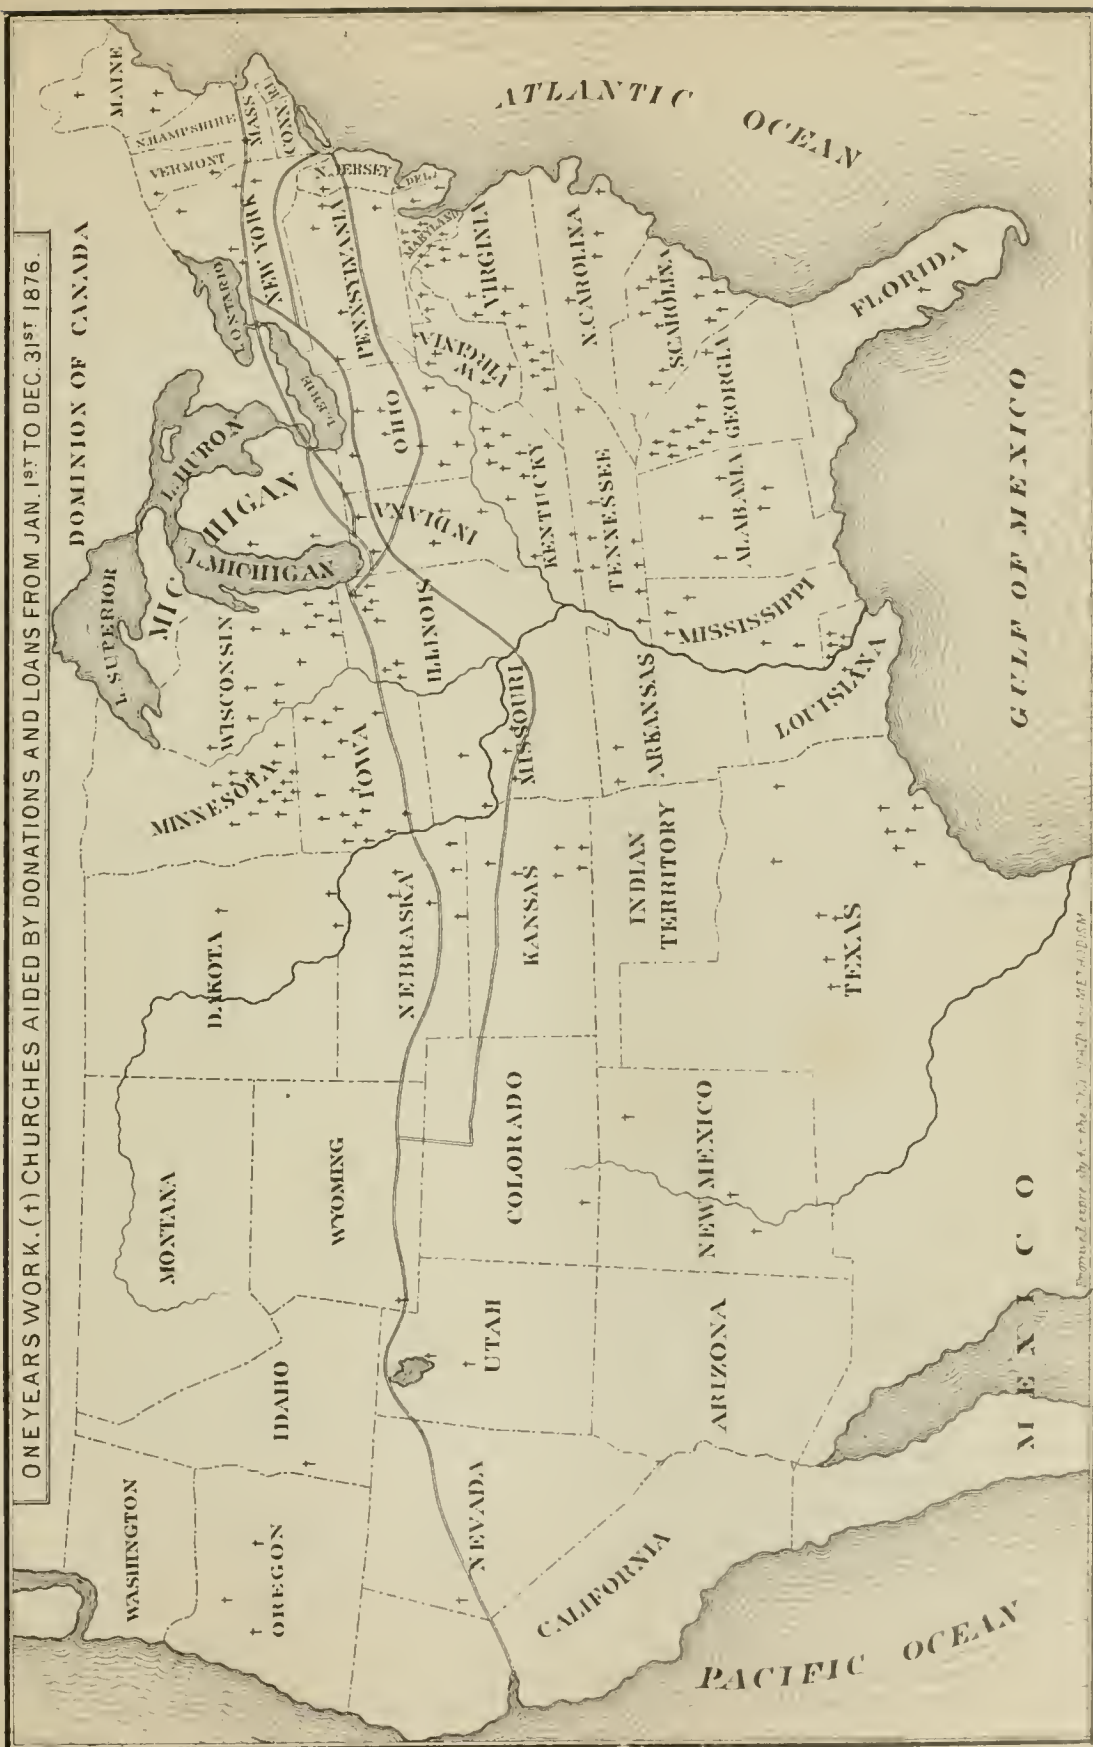 ONE YEARS WORK. (†) CHURCHES AIDED BY DONATIONS AND LOANS FROM JAN. 1ST TO DEC. 31ST 1876.
DOMINION OF CANADA
WASHINGTON
MONTANA
DAKOTA
MINNESOTA
L. SUPERIOR
MICHIGAN
L. HURON
L. MICHIGAN
WISCONSIN
L. ONTARIO
L. ERIE
MAINE
N. HAMPSHIRE
VERMONT
MASS
CONN
RI
NEW YORK
N. JERSEY
PENNSYLVANIA
DEL.
MARYLAND
OREGON
IDAHO
WYOMING
NEBRASKA
IOWA
ILLINOIS
INDIANA
OHIO
W. VIRGINIA
VIRGINIA
NEVADA
UTAH
COLORADO
KANSAS
MISSOURI
KENTUCKY
TENNESSEE
N. CAROLINA
S CAROLINA
CALIFORNIA
ARIZONA
NEW MEXICO
INDIAN
TERRITORY
TEXAS
ARKANSAS
LOUISIANA
MISSISSIPPI
ALABAMA
GEORGIA
FLORIDA
ATLANTIC
OCEAN
PACIFIC OCEAN
MEXICO
GULF OF MEXICO